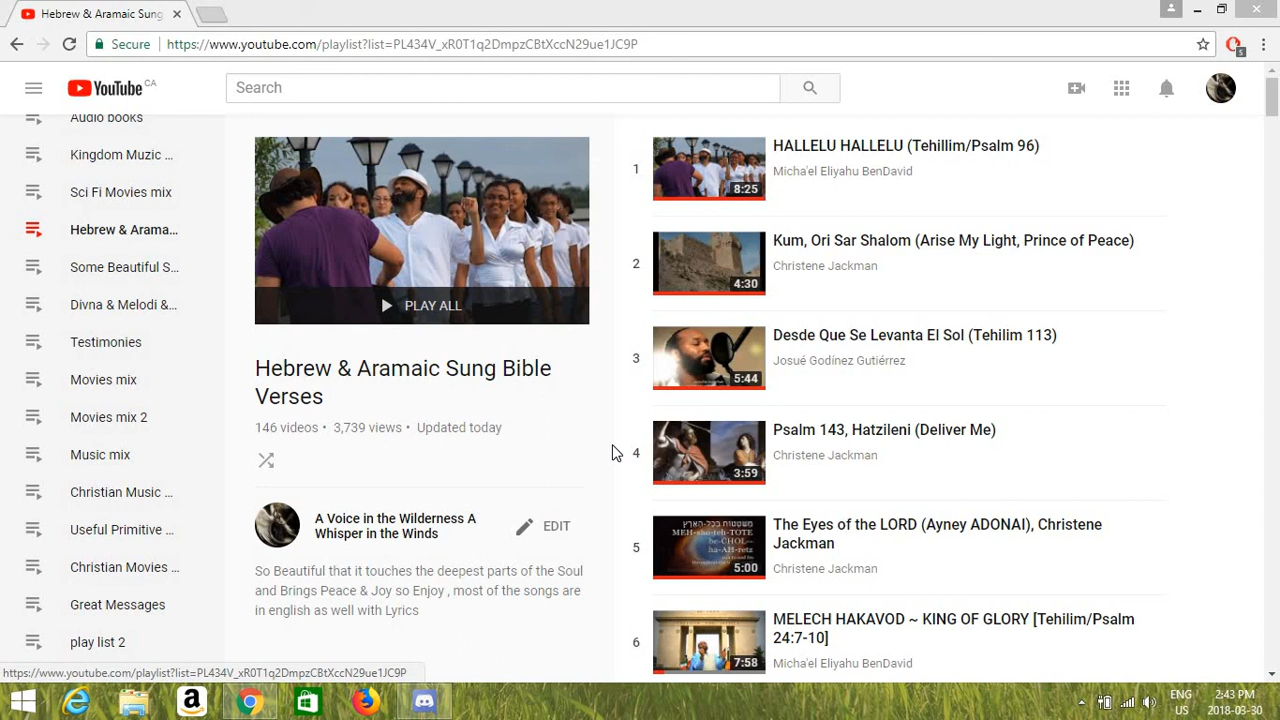 Hebrew & Aramaic Sung
Secure
https://www.youtube.com/playlist?list=PL434V_xR0T1q2DmpzCBtXccN29ue1JC9P
5
YouTube CA
Search
Audio books
Kingdom Muzic ...
Sci Fi Movies mix
Hebrew & Arama...
Some Beautiful S...
Divna & Melodi &...
Testimonies
Movies mix
Movies mix 2
Music mix
Christian Music ...
Useful Primitive ...
Christian Movies ...
Great Messages
play list 2
PLAY ALL
Hebrew & Aramaic Sung Bible
Verses
146 videos • 3,739 views • Updated today
A Voice in the Wilderness A
Whisper in the Winds
EDIT
So Beautiful that it touches the deepest parts of the Soul
and Brings Peace & Joy so Enjoy , most of the songs are
in english as well with Lyrics
1
8:25
HALLELU HALLELU (Tehillim/Psalm 96)
Micha'el Eliyahu BenDavid
2
4:30
Kum, Ori Sar Shalom (Arise My Light, Prince of Peace)
Christene Jackman
3
5:44
Desde Que Se Levanta El Sol (Tehilim 113)
Josué Godínez Gutiérrez
4
3:59
Psalm 143, Hatzileni (Deliver Me)
Christene Jackman
5
MEH-sho-teh-TOTE
be-CHOL-
ha-AH-retz
5:00
The Eyes of the LORD (Ayney ADONAI), Christene
Jackman
Christene Jackman
6
7:58
MELECH HAKAVOD ~ KING OF GLORY [Tehilim/Psalm
24:7-10]
Micha'el Eliyahu BenDavid
https://www.youtube.com/playlist?list=PL434V_xR0T1q2DmpzCBtXccN29ue1JC9P
ENG
US
2:43 PM
2018-03-30